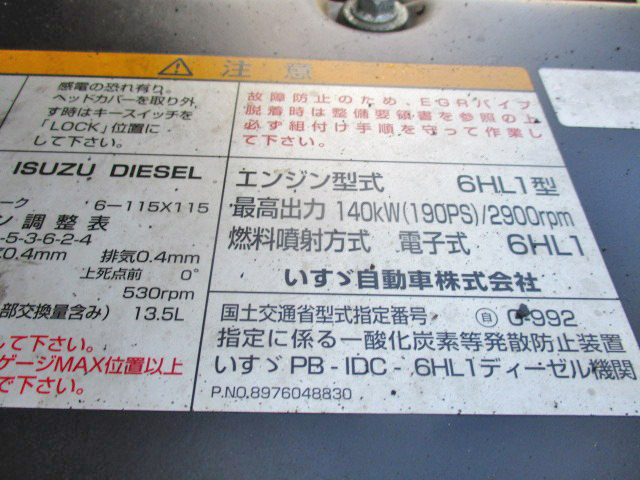 ⚠ 注意
感電の恐れ有り。
ヘッドカバーを取り外
す時はキースイッチを
「LOCK」位置に
して下さい。
故障防止のため、EGRパイプ
脱着時は整備要領書を参照の上
必ず組付け手順を守って作業し
て下さい。
ISUZU DIESEL
ーク 6-115X115
ン調整表
-5-3-6-2-4
0.4mm 排気0.4mm
上死点前 0°
530rpm
部交換量含み) 13.5L
して下さい。
ゲージMAX位置以上
で下さい。
エンジン型式 6HL1型
最高出力 140kW(190PS)/2900rpm
燃料噴射方式 電子式 6HL1
いすゞ自動車株式会社
国土交通省型式指定番号 ㊀自 C-992
指定に係る一酸化炭素等発散防止装置
いすゞPB-IDC-6HL1ディーゼル機関
P.NO.8976048830